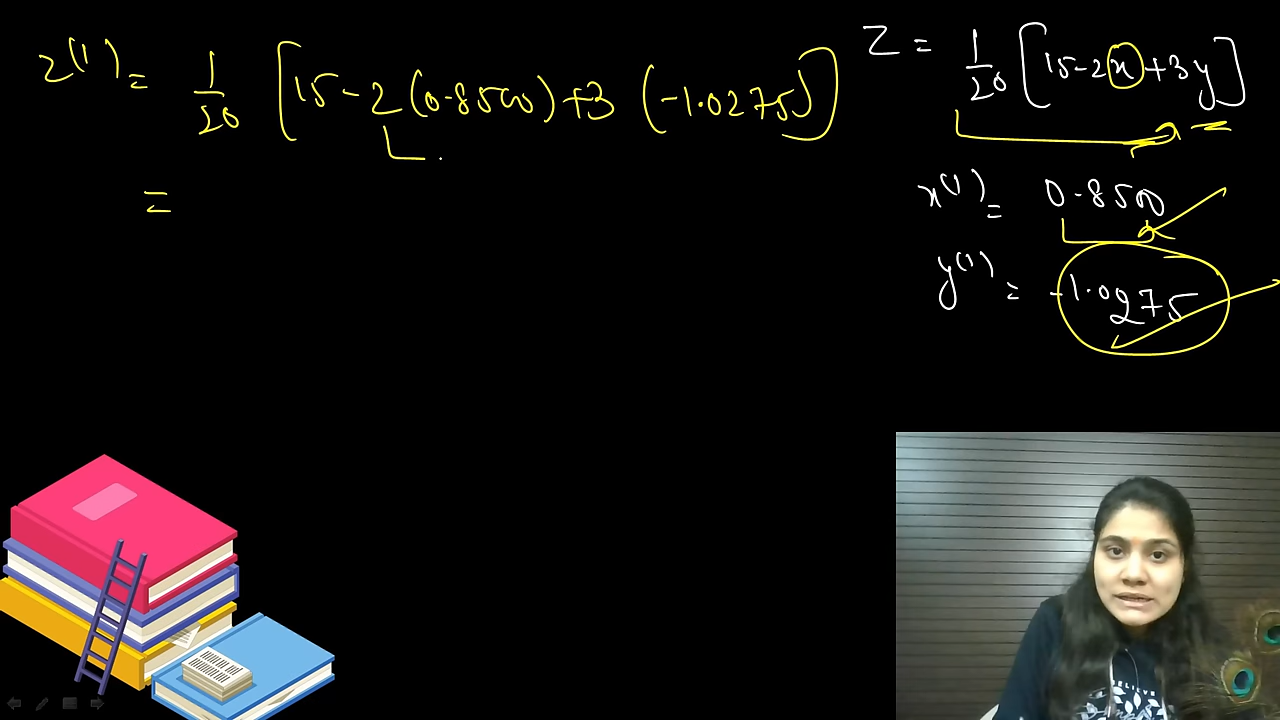 z⁽¹⁾ = 1/20 [15-2(0.8500)+3(-1.0275)]
=
Z = 1/20 [15-2x+3y]
x⁽¹⁾ = 0.8500
y⁽¹⁾ = -1.0275
BELIEVE